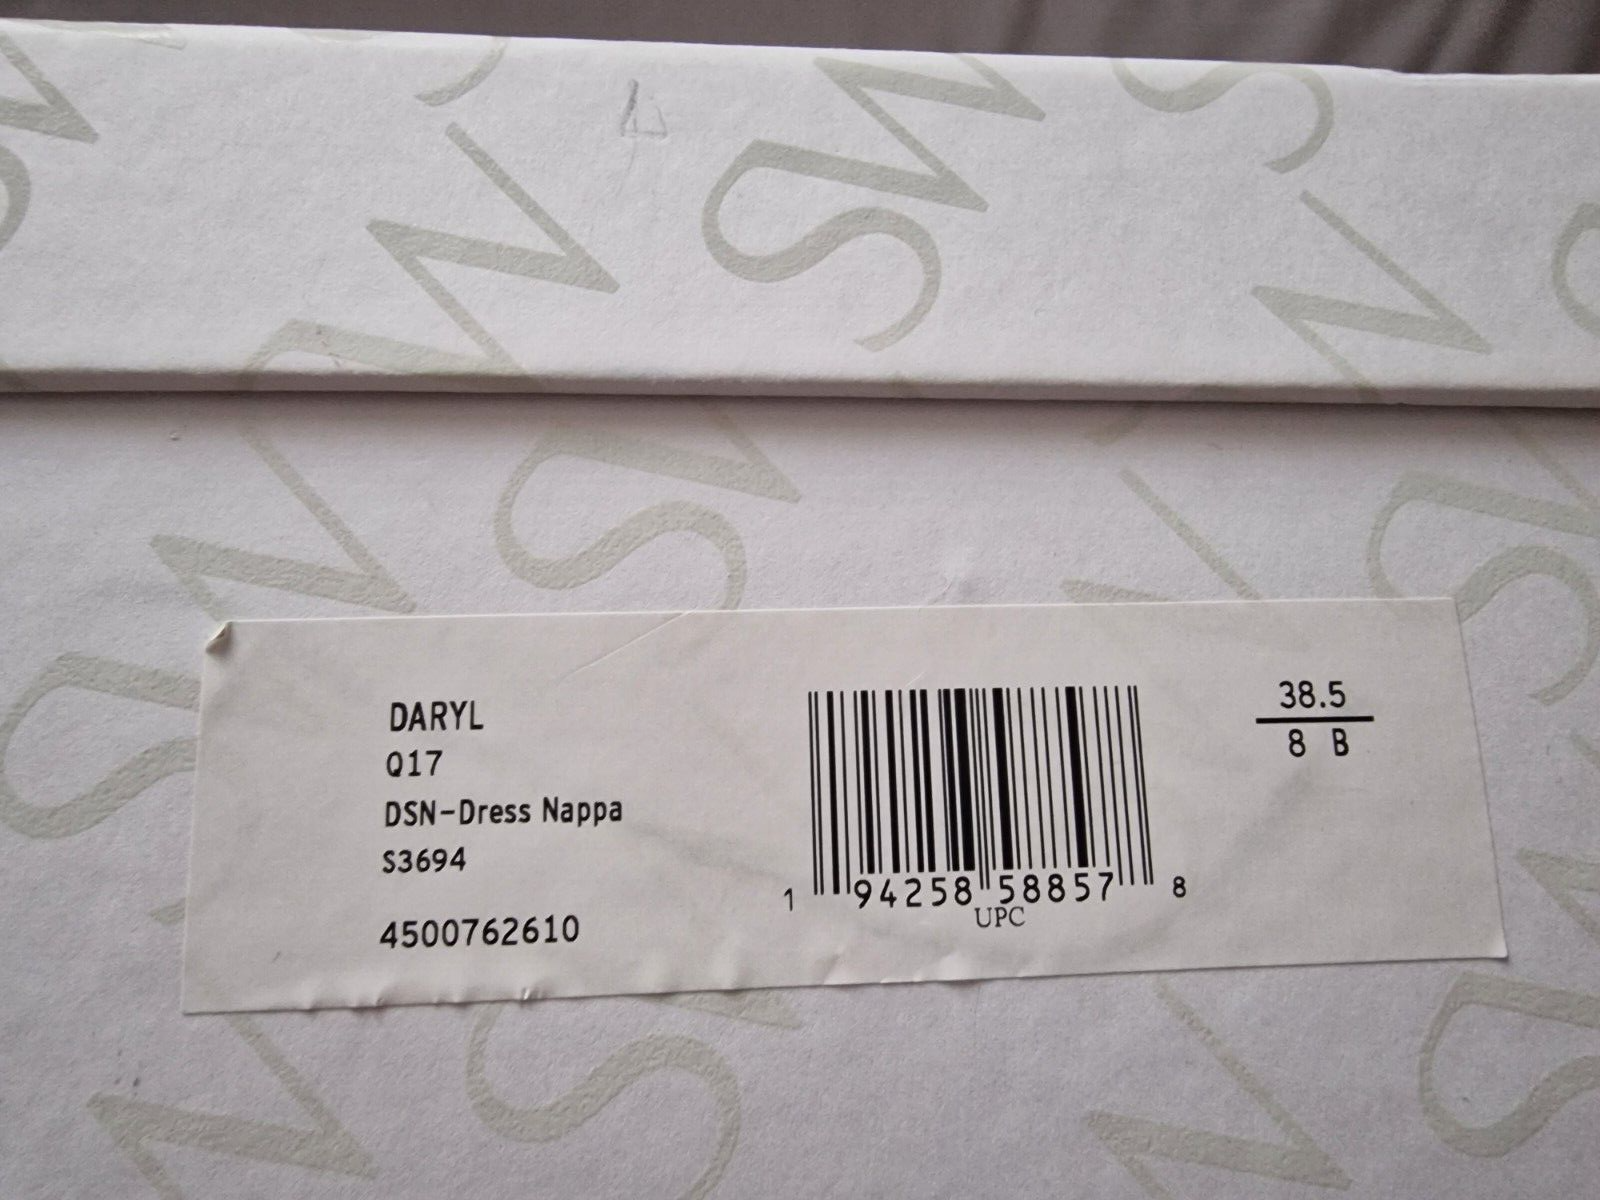 DARYL
Q17
DSN-Dress Nappa
S3694
4500762610
1 94258 58857 8
UPC
38.5
8 B